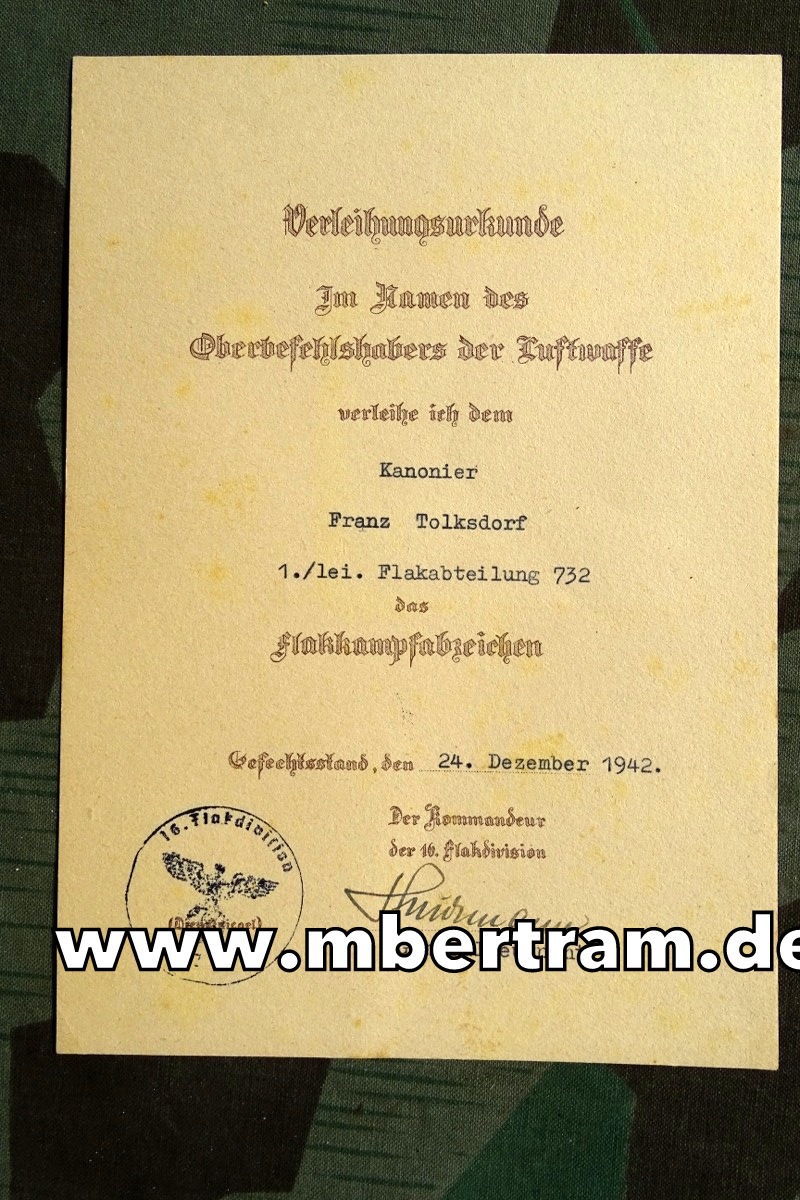 Verleihungsurkunde
Im Namen des
Oberbefehlshabers der Luftwaffe
verleihe ich dem
Kanonier
Franz Tolksdorf
1./lei. Flakabteilung 732
das
Flakkampfabzeichen
Gefechtsstand, den 24. Dezember 1942.
Der Kommandeur
der 16. Flakdivision
16. Flakdivision
(Dienstsiegel)
www.mbertram.de